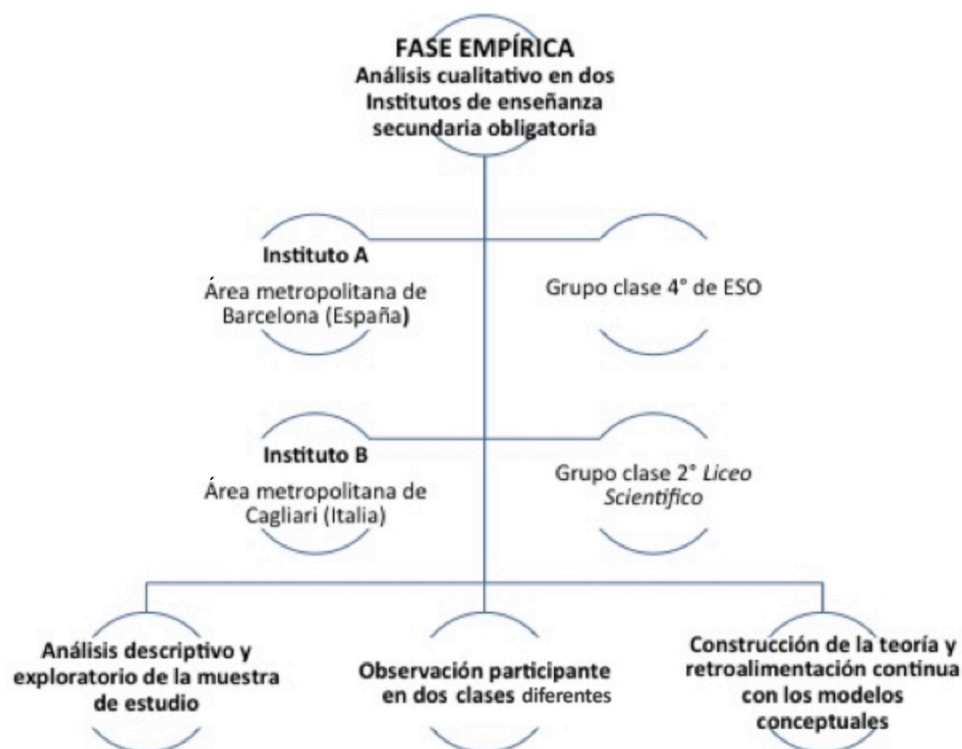 FASE EMPÍRICA
Análisis cualitativo en dos
Institutos de enseñanza
secundaria obligatoria
Instituto A
Área metropolitana de
Barcelona (España)
Grupo clase 4° de ESO
Instituto B
Área metropolitana de
Cagliari (Italia)
Grupo clase 2° Liceo
Scientifico
Análisis descriptivo y
exploratorio de la muestra
de estudio
Observación participante
en dos clases diferentes
Construcción de la teoría y
retroalimentación continua
con los modelos
conceptuales